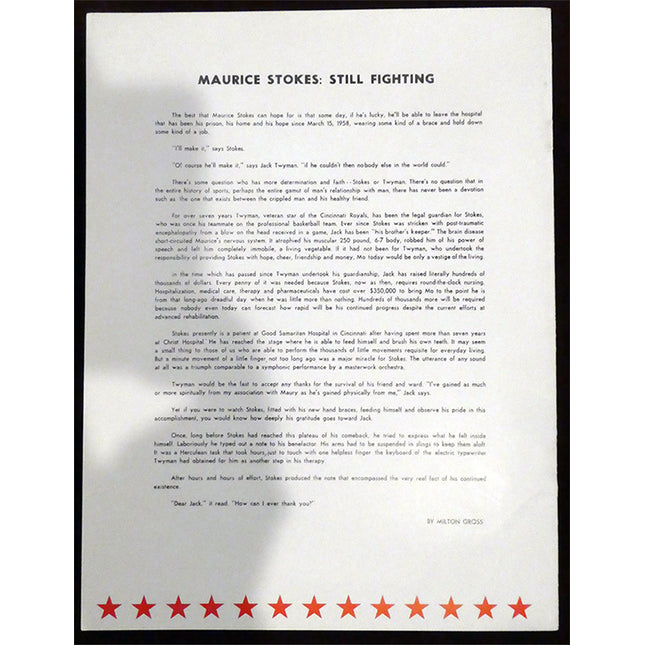 MAURICE STOKES: STILL FIGHTING
The best that Maurice Stokes can hope for is that some day, if he's lucky, he'll be able to leave the hospital
that has been his prison, his home and his hope since March 15, 1958, wearing some kind of a brace and hold down
some kind of a job.
"I'll make it," says Stokes.
"Of course he'll make it," says Jack Twyman. "if he couldn't then nobody else in the world could."
There's some question who has more determination and faith--Stokes or Twyman. There's no question that in
the entire history of sports, perhaps the entire gamut of man's relationship with man, there has never been a devotion
such as the one that exists between the crippled man and his healthy friend.
For over seven years Twyman, veteran star of the Cincinnati Royals, has been the legal guardian for Stokes,
who was once his teammate on the professional basketball team. Ever since Stokes was stricken with post-traumatic
encephalopathy from a blow on the head received in a game, Jack has been "his brother's keeper." The brain disease
short-circuited Maurice's nervous system. It atrophied his muscular 250 pound, 6-7 body, robbed him of his power of
speech and left him completely immobile, a living vegetable. If it had not been for Twyman, who undertook the
responsibility of providing Stokes with hope, cheer, friendship and money, Mo today would be only a vestige of the living.
in the time which has passed since Twyman undertook his guardianship, Jack has raised literally hundreds of
thousands of dollars. Every penny of it was needed because Stokes, now as then, requires round-the-clock nursing.
Hospitalization, medical care, therapy and pharmaceuticals have cost over $350,000 to bring Mo to the point he is
from that long-ago dreadful day when he was little more than nothing. Hundreds of thousands more will be required
because nobody even today can forecast how rapid will be his continued progress despite the current efforts at
advanced rehabilitation.
Stokes presently is a patient at Good Samaritan Hospital in Cincinnati after having spent more than seven years
at Christ Hospital. He has reached the stage where he is able to feed himself and brush his own teeth. It may seem
a small thing to those of us who are able to perform the thousands of little movements requisite for everyday living.
But a minute movement of a little finger, not too long ago was a major miracle for Stokes. The utterance of any sound
at all was a triumph comparable to a symphonic performance by a masterwork orchestra.
Twyman would be the last to accept any thanks for the survival of his friend and ward. "I've gained as much
or more spiritually from my association with Maury as he's gained physically from me," Jack says.
Yet if you were to watch Stokes, fitted with his new hand braces, feeding himself and observe his pride in this
accomplishment, you would know how deeply his gratitude goes toward Jack.
Once, long before Stokes had reached this plateau of his comeback, he tried to express what he felt inside
himself. Laboriously he typed out a note to his benefactor. His arms had to be suspended in slings to keep them aloft.
It was a Herculean task that took hours just to touch with one helpless finger the keyboard of the electric typewriter
Twyman had obtained for him as another step in his therapy.
After hours and hours of effort, Stokes produced the note that encompassed the very real fact of his continued
existence.
"Dear Jack," it read. "How can I ever thank you?"
BY MILTON GROSS